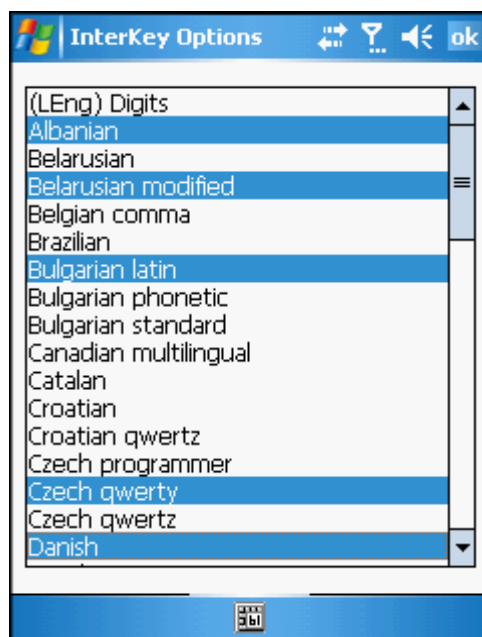 InterKey Options
ok
(LEng) Digits
Albanian
Belarusian
Belarusian modified
Belgian comma
Brazilian
Bulgarian latin
Bulgarian phonetic
Bulgarian standard
Canadian multilingual
Catalan
Croatian
Croatian qwertz
Czech programmer
Czech qwerty
Czech qwertz
Danish